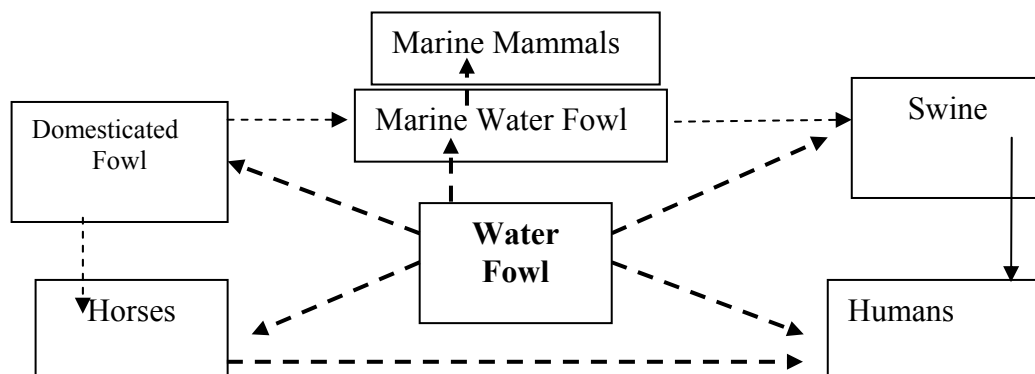 Marine Mammals
Marine Water Fowl
Swine
Domesticated
Fowl
Water
Fowl
Horses
Humans